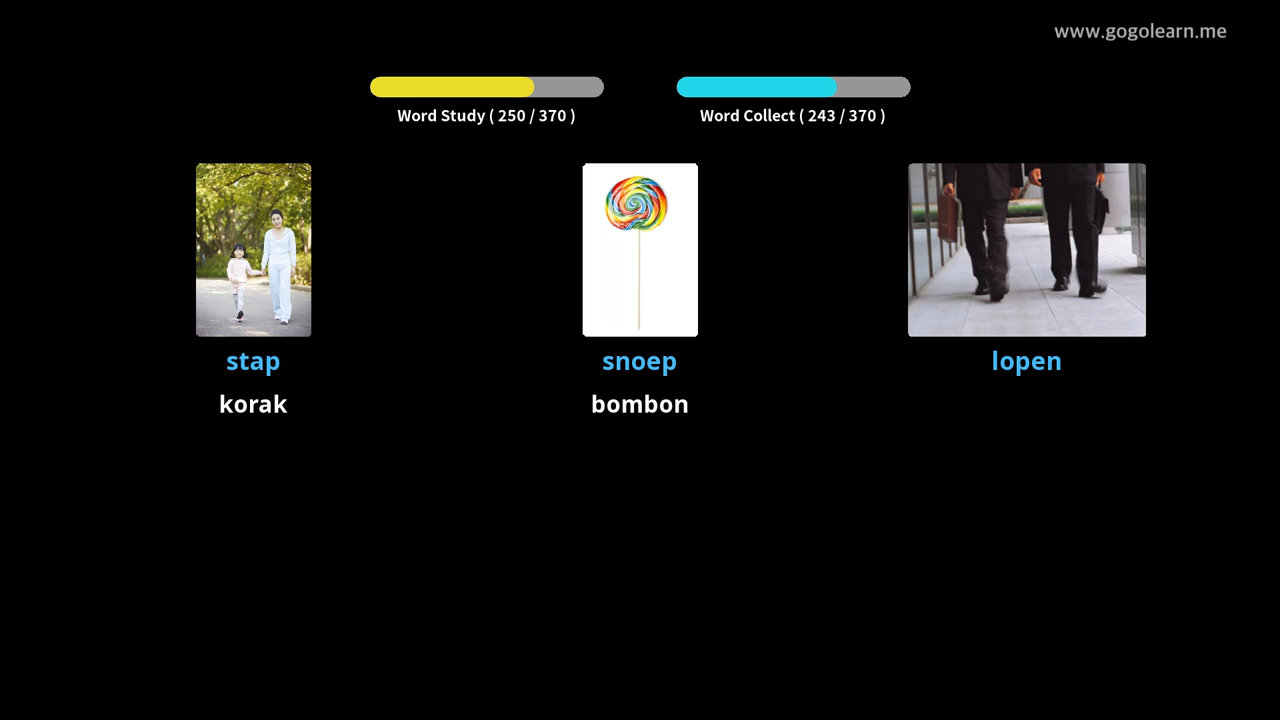 www.gogolearn.me
Word Study ( 250 / 370 )
Word Collect ( 243 / 370 )
stap
snoep
lopen
korak
bombon